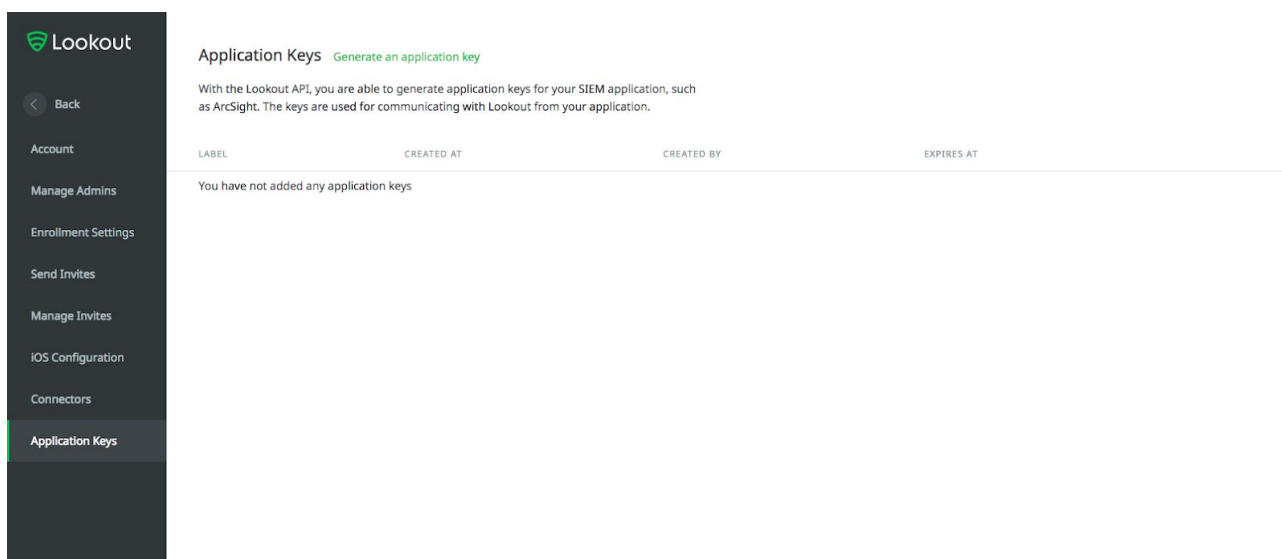 Lookout
Back
Account
Manage Admins
Enrollment Settings
Send Invites
Manage Invites
iOS Configuration
Connectors
Application Keys
Application Keys Generate an application key
With the Lookout API, you are able to generate application keys for your SIEM application, such
as ArcSight. The keys are used for communicating with Lookout from your application.
LABEL CREATED AT CREATED BY EXPIRES AT
You have not added any application keys